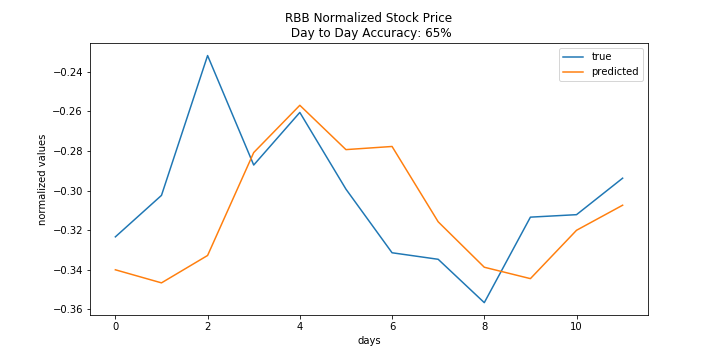 RBB Normalized Stock Price
Day to Day Accuracy: 65%
true
predicted
normalized values
−0.24
−0.26
−0.28
−0.30
−0.32
−0.34
−0.36
0
2
4
6
8
10
days